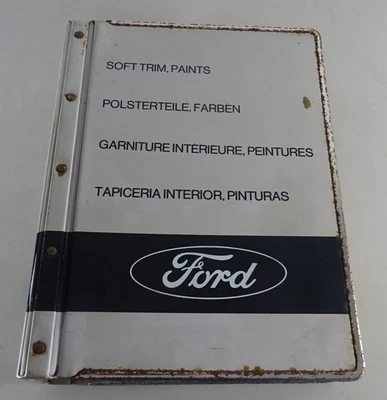 SOFT TRIM, PAINTS
POLSTERTEILE, FARBEN
GARNITURE INTERIEURE, PEINTURES
TAPICERIA INTERIOR, PINTURAS
Ford